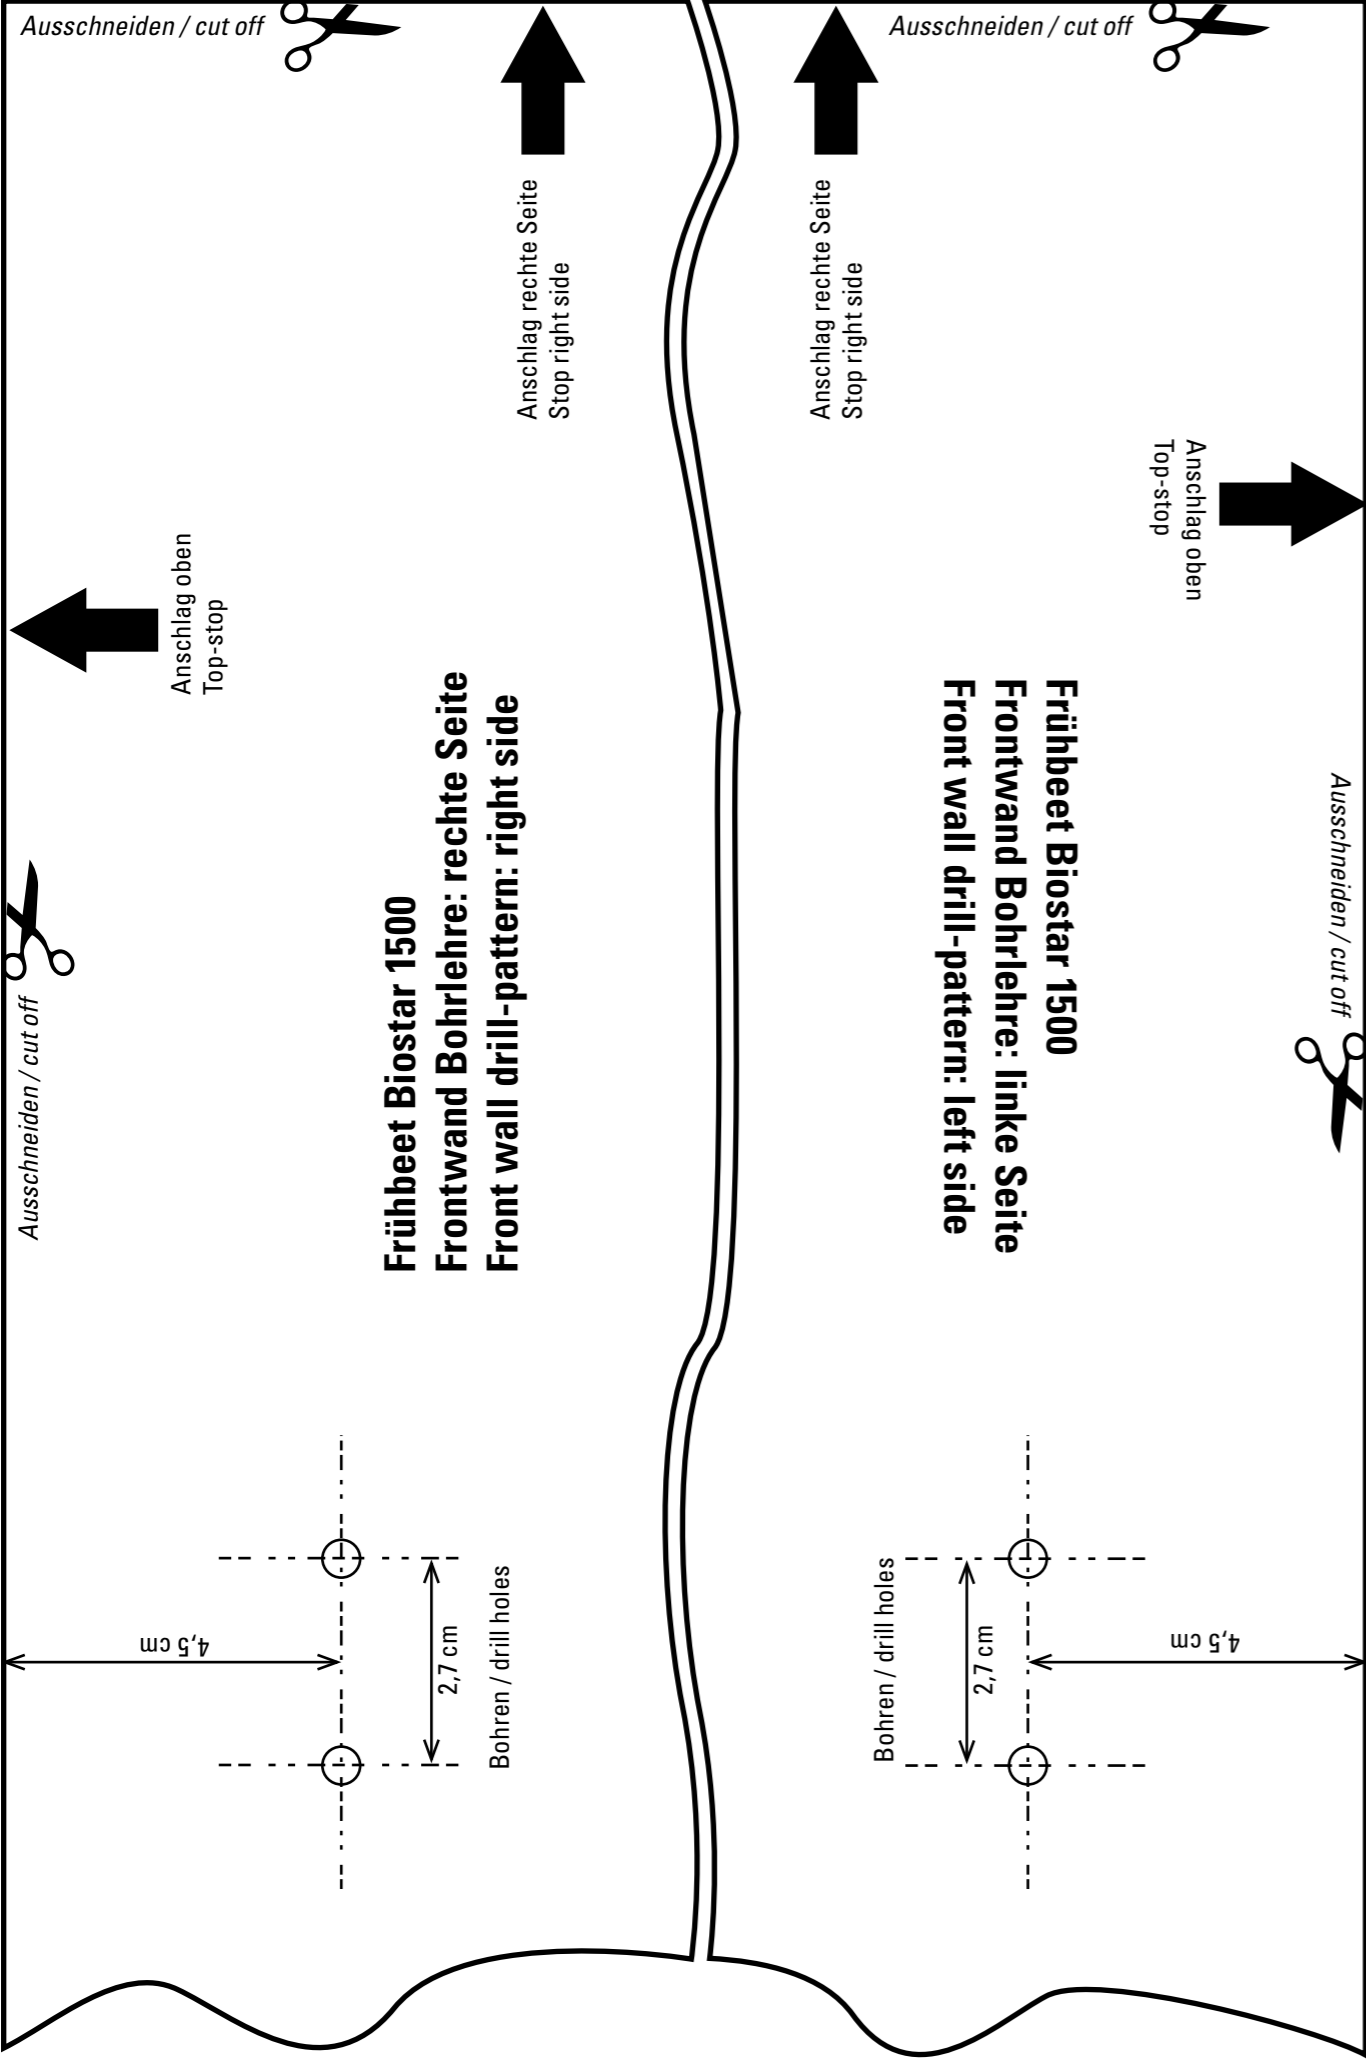 Ausschneiden / cut off
Ausschneiden / cut off
Anschlag rechte Seite
Stop right side
Anschlag rechte Seite
Stop right side
Anschlag oben
Top-stop
Anschlag oben
Top-stop
Frühbeet Biostar 1500
Frontwand Bohrlehre: rechte Seite
Front wall drill-pattern: right side
Frühbeet Biostar 1500
Frontwand Bohrlehre: linke Seite
Front wall drill-pattern: left side
Ausschneiden / cut off
Ausschneiden / cut off
4,5 cm
2,7 cm
Bohren / drill holes
Bohren / drill holes
2,7 cm
4,5 cm